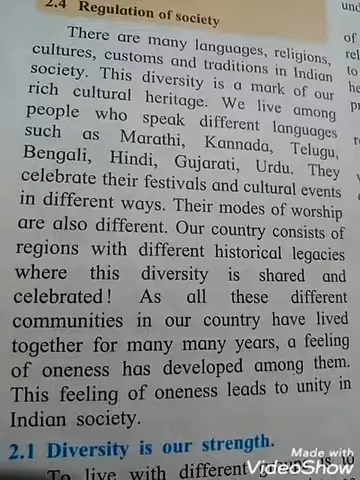 2.4 Regulation of society
There are many languages, religions,
cultures, customs and traditions in Indian
society. This diversity is a mark of our
rich cultural heritage. We live among
people who speak different languages
such as Marathi, Kannada, Telugu,
Bengali, Hindi, Gujarati, Urdu. They
celebrate their festivals and cultural events
in different ways. Their modes of worship
are also different. Our country consists of
regions with different historical legacies
where this diversity is shared and
celebrated! As all these different
communities in our country have lived
together for many many years, a feeling
of oneness has developed among them.
This feeling of oneness leads to unity in
Indian society.
2.1 Diversity is our strength.
To live with different groups is to
Made with
VideoShow
of
to